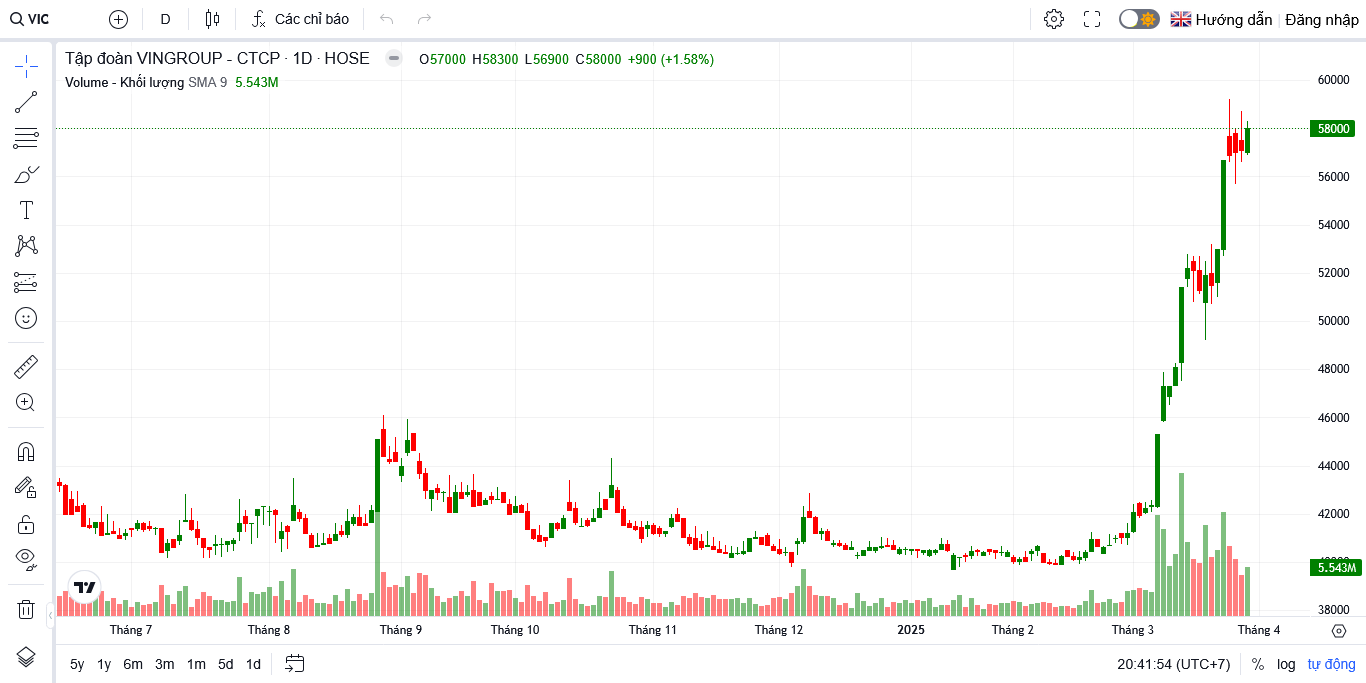 VIC D Các chỉ báo Hướng dẫn Đăng nhập
Tập đoàn VINGROUP - CTCP · 1D · HOSE O57000 H58300 L56900 C58000 +900 (+1.58%)
Volume - Khối lượng SMA 9 5.543M
60000
58000
56000
54000
52000
50000
48000
46000
44000
42000
5.543M
38000
Tháng 7 Tháng 8 Tháng 9 Tháng 10 Tháng 11 Tháng 12 2025 Tháng 2 Tháng 3 Tháng 4
5y 1y 6m 3m 1m 5d 1d 20:41:54 (UTC+7) % log tự động